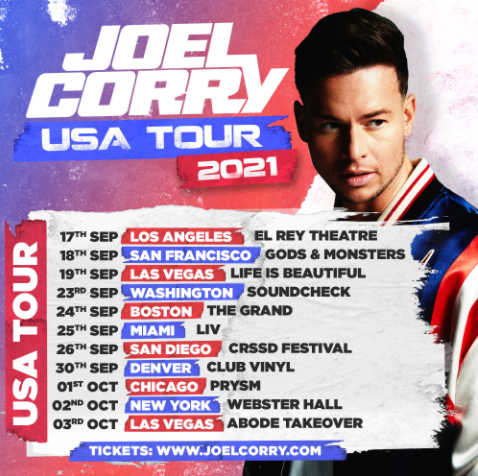 JOEL
CORRY
USA TOUR
2021
USA TOUR
17TH SEP LOS ANGELES EL REY THEATRE
18TH SEP SAN FRANCISCO GODS & MONSTERS
19TH SEP LAS VEGAS LIFE IS BEAUTIFUL
23RD SEP WASHINGTON SOUNDCHECK
24TH SEP BOSTON THE GRAND
25TH SEP MIAMI LIV
26TH SEP SAN DIEGO CRSSD FESTIVAL
30TH SEP DENVER CLUB VINYL
01ST OCT CHICAGO PRYSM
02ND OCT NEW YORK WEBSTER HALL
03RD OCT LAS VEGAS ABODE TAKEOVER
TICKETS: WWW.JOELCORRY.COM